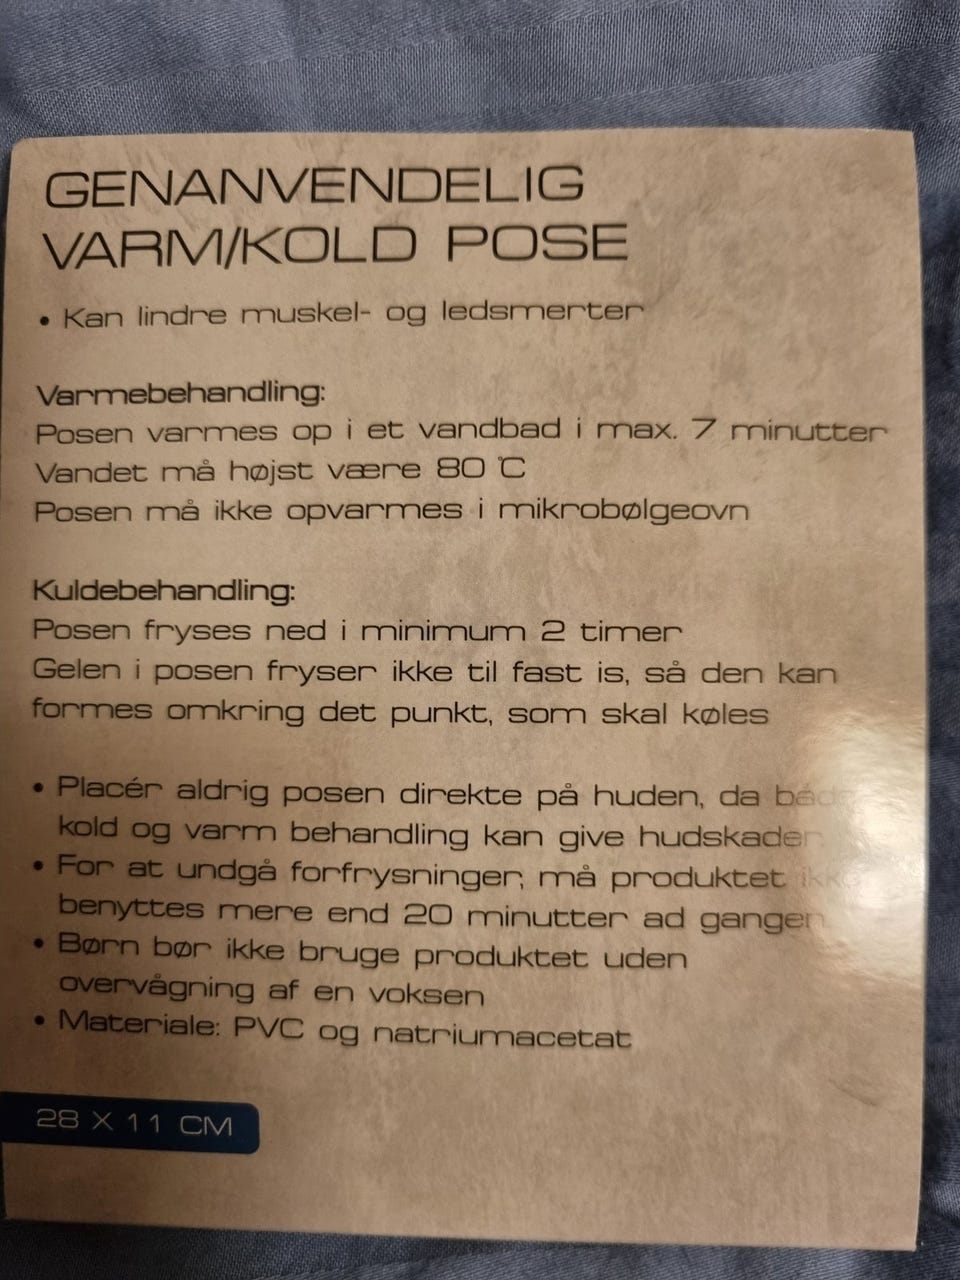 GENANVENDELIG
VARM/KOLD POSE
• Kan lindre muskel- og ledsmerter
Varmebehandling:
Posen varmes op i et vandbad i max. 7 minutter
Vandet må højst være 80 °C
Posen må ikke opvarmes i mikrobølgeovn
Kuldebehandling:
Posen fryses ned i minimum 2 timer
Gelen i posen fryser ikke til fast is, så den kan
formes omkring det punkt, som skal køles
• Placér aldrig posen direkte på huden, da både
kold og varm behandling kan give hudskader
• For at undgå forfrysninger, må produktet ikke
benyttes mere end 20 minutter ad gangen
• Børn bør ikke bruge produktet uden
overvågning af en voksen
• Materiale: PVC og natriumacetat
28 X 11 CM